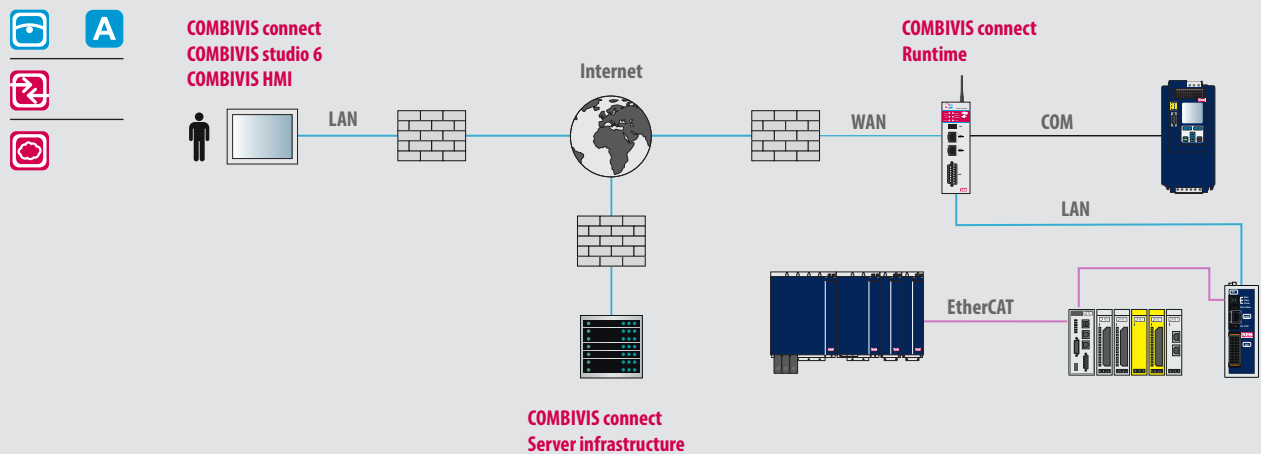 A
COMBIVIS connect
COMBIVIS studio 6
COMBIVIS HMI
Internet
COMBIVIS connect
Runtime
LAN
WAN
COM
LAN
EtherCAT
COMBIVIS connect
Server infrastructure